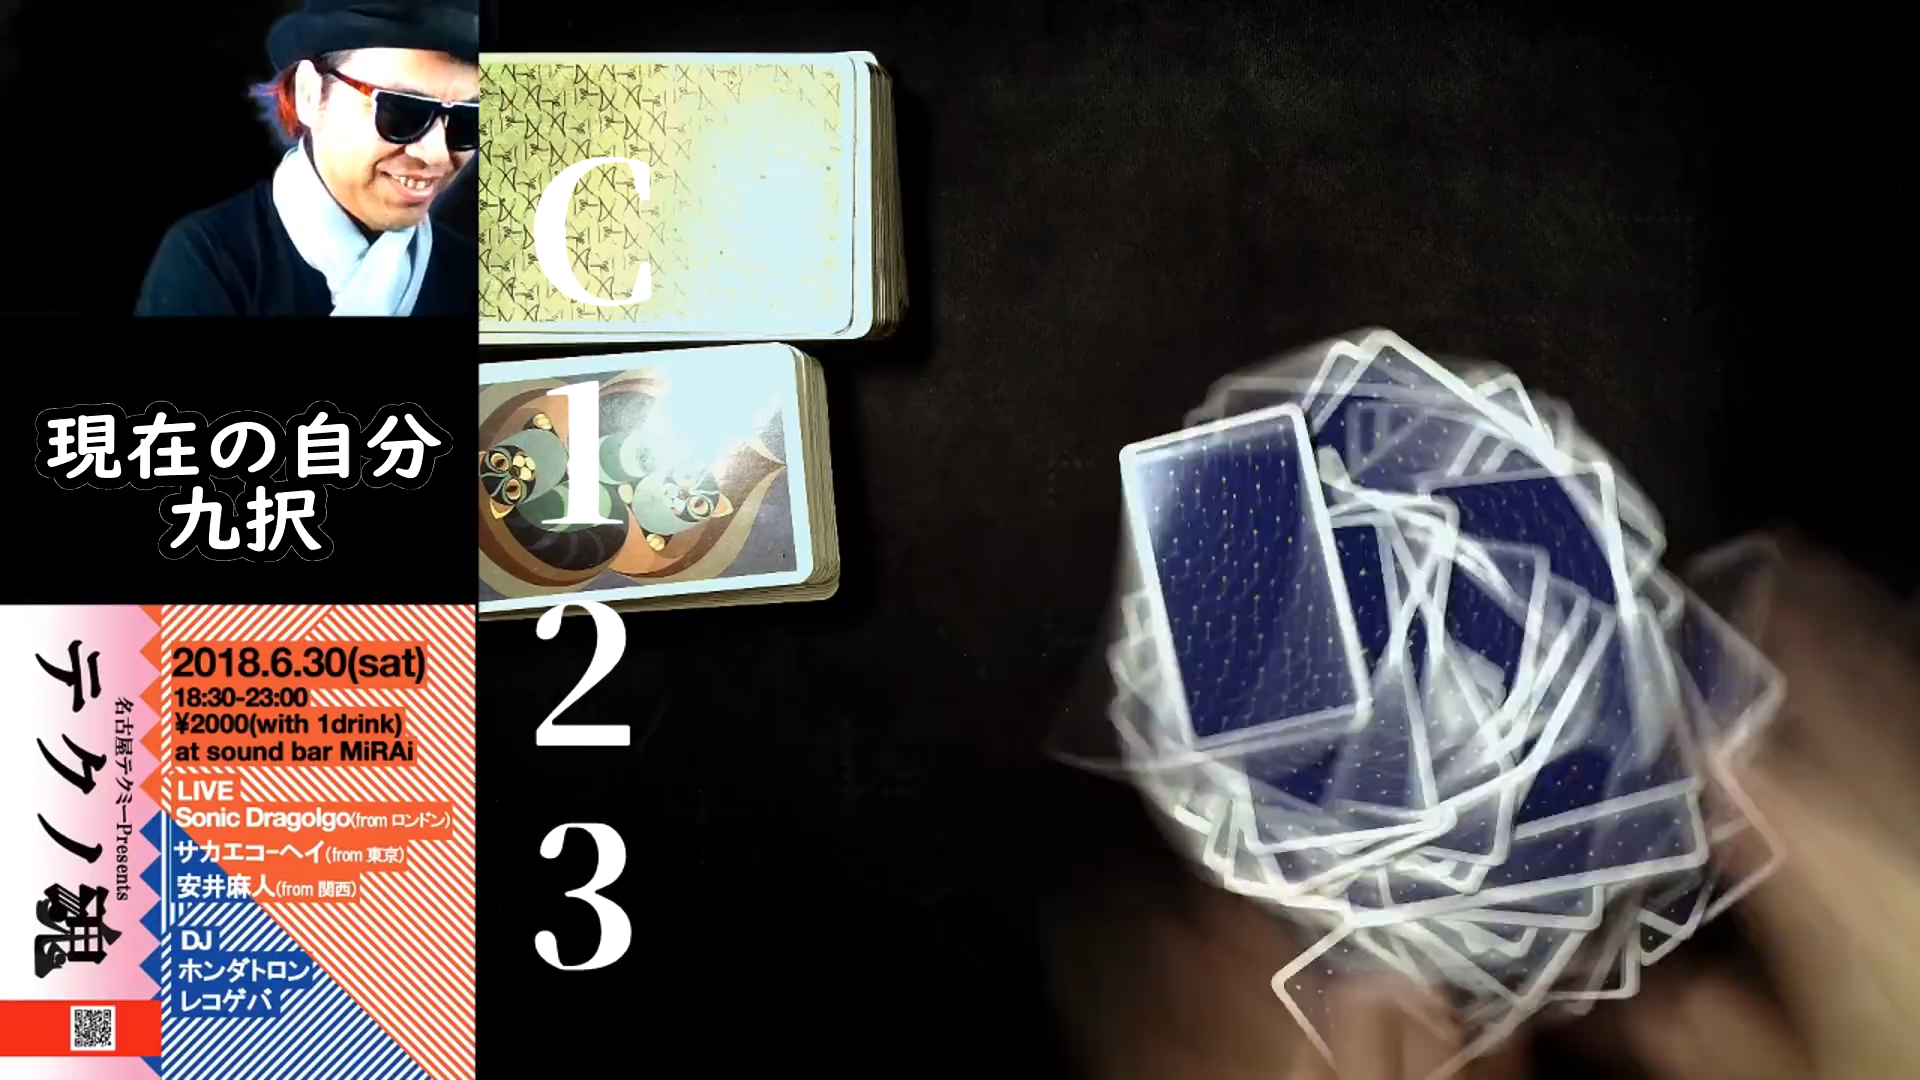 現在の自分
九択
C
1
2
3
テクノ魂
名古屋テクミーPresents
2018.6.30(sat)
18:30-23:00
¥2000(with 1drink)
at sound bar MiRAi
LIVE
Sonic Dragolgo(from ロンドン)
サカエコーヘイ(from 東京)
安井麻人(from 関西)
DJ
ホンダトロン
レコゲバ